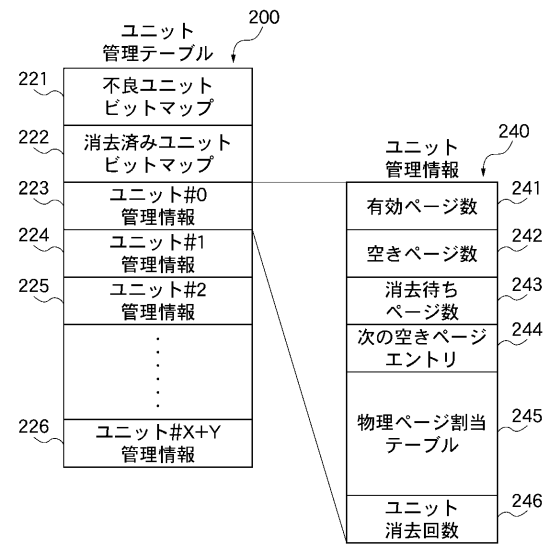 ユニット
管理テーブル
200
221
不良ユニット
ビットマップ
222
消去済みユニット
ビットマップ
223
ユニット#0
管理情報
224
ユニット#1
管理情報
225
ユニット#2
管理情報
226
ユニット#X+Y
管理情報
ユニット
管理情報
240
有効ページ数
241
空きページ数
242
消去待ち
ページ数
243
次の空きページ
エントリ
244
物理ページ割当
テーブル
245
ユニット
消去回数
246